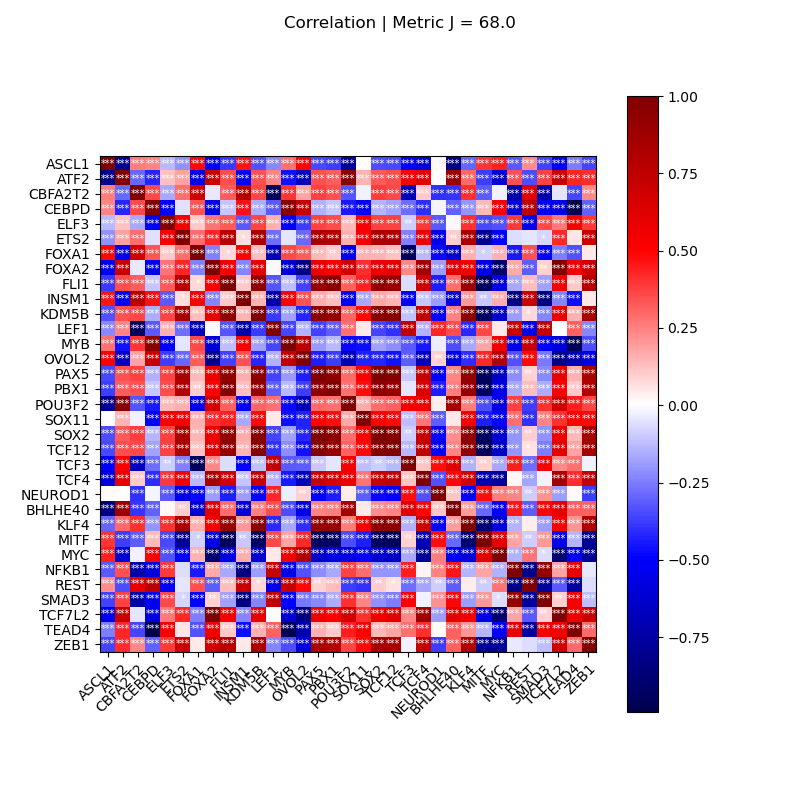 Correlation | Metric J = 68.0
ASCL1
ATF2
CBFA2T2
CEBPD
ELF3
ETS2
FOXA1
FOXA2
FLI1
INSM1
KDM5B
LEF1
MYB
OVOL2
PAX5
PBX1
POU3F2
SOX11
SOX2
TCF12
TCF3
TCF4
NEUROD1
BHLHE40
KLF4
MITF
MYC
NFKB1
REST
SMAD3
TCF7L2
TEAD4
ZEB1
ASCL1
ATF2
CBFA2T2
CEBPD
ELF3
ETS2
FOXA1
FOXA2
FLI1
INSM1
KDM5B
LEF1
MYB
OVOL2
PAX5
PBX1
POU3F2
SOX11
SOX2
TCF12
TCF3
TCF4
NEUROD1
BHLHE40
KLF4
MITF
MYC
NFKB1
REST
SMAD3
TCF7L2
TEAD4
ZEB1
1.00
0.75
0.50
0.25
0.00
−0.25
−0.50
−0.75